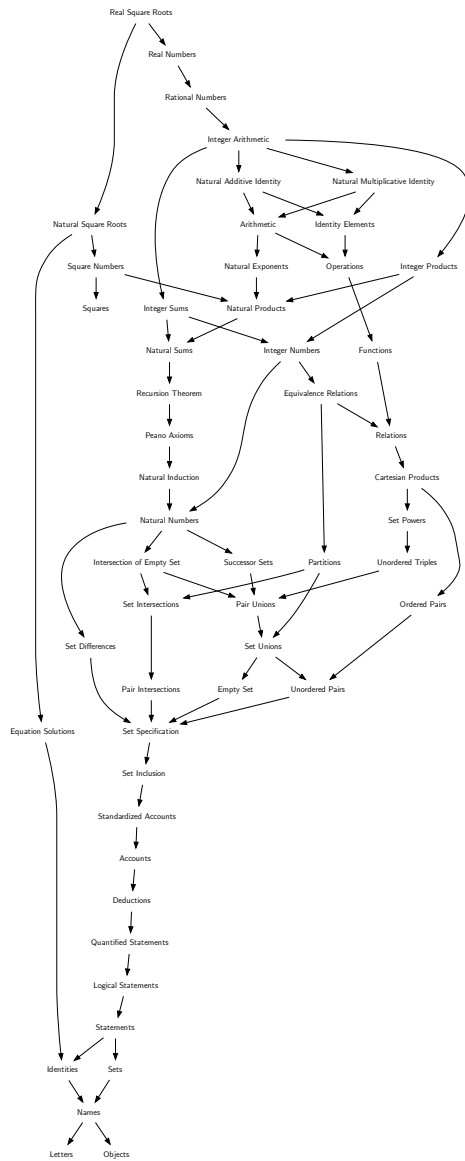 Real Square Roots
Real Numbers
Rational Numbers
Integer Arithmetic
Natural Additive Identity
Natural Multiplicative Identity
Natural Square Roots
Arithmetic
Identity Elements
Square Numbers
Natural Exponents
Operations
Integer Products
Squares
Integer Sums
Natural Products
Natural Sums
Integer Numbers
Functions
Recursion Theorem
Equivalence Relations
Peano Axioms
Relations
Natural Induction
Cartesian Products
Natural Numbers
Set Powers
Intersection of Empty Set
Successor Sets
Partitions
Unordered Triples
Set Intersections
Pair Unions
Ordered Pairs
Set Differences
Set Unions
Pair Intersections
Empty Set
Unordered Pairs
Equation Solutions
Set Specification
Set Inclusion
Standardized Accounts
Accounts
Deductions
Quantified Statements
Logical Statements
Statements
Identities
Sets
Names
Letters
Objects